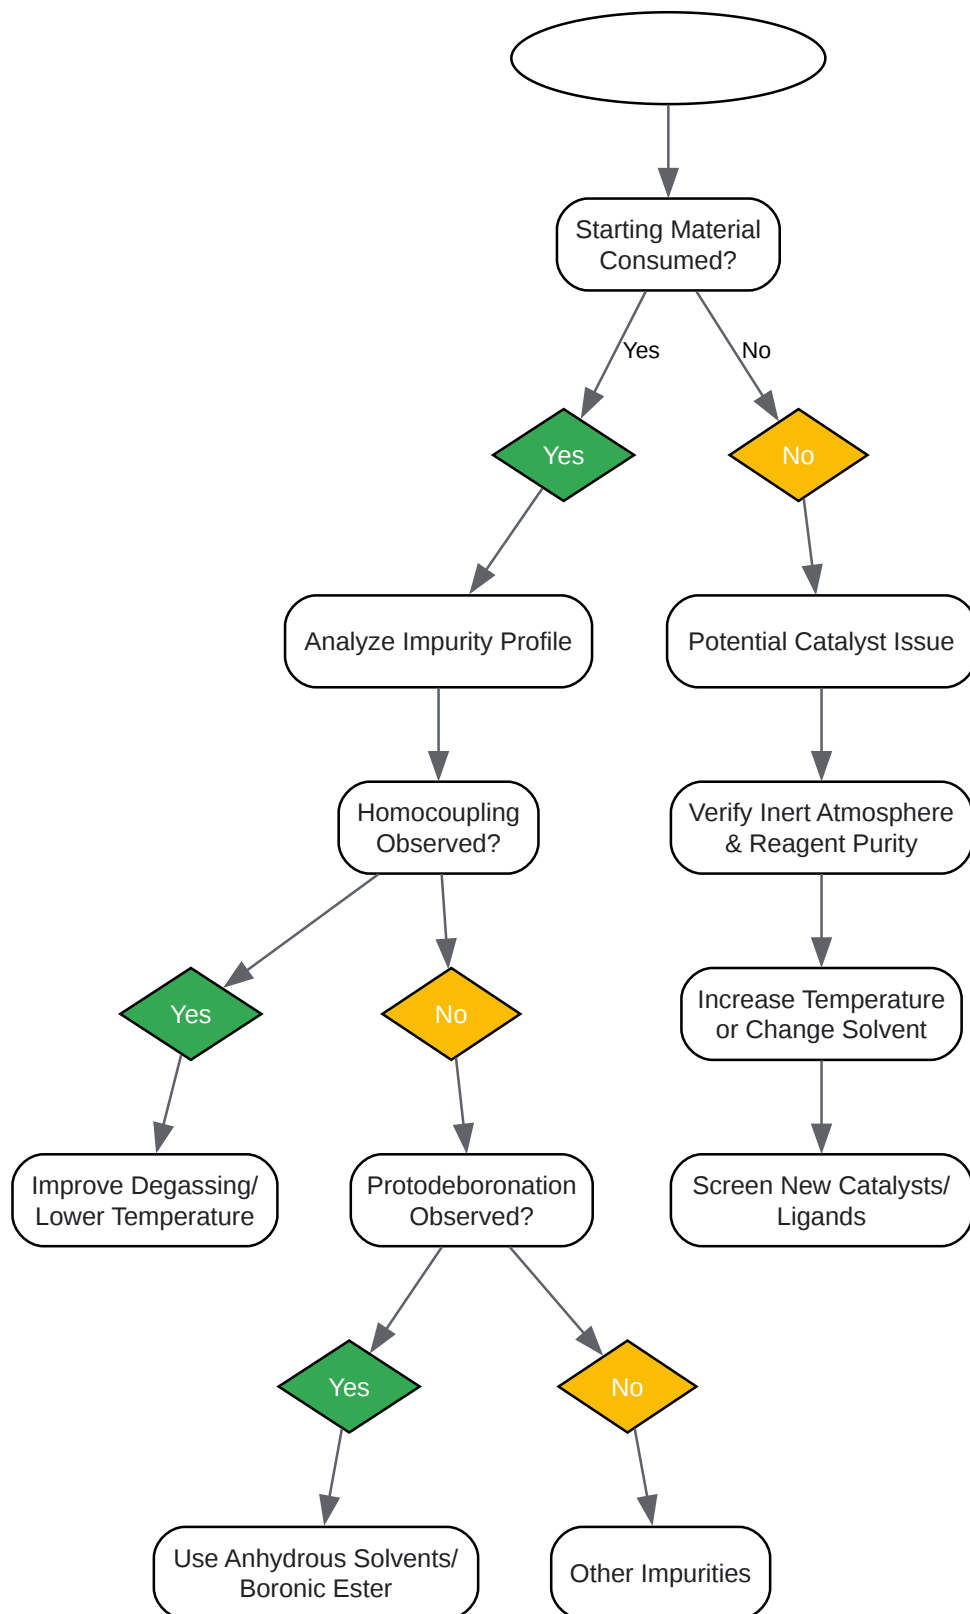 Starting Material
Consumed?
Yes
No
Yes
No
Analyze Impurity Profile
Potential Catalyst Issue
Homocoupling
Observed?
Verify Inert Atmosphere
& Reagent Purity
Yes
No
Increase Temperature
or Change Solvent
Improve Degassing/
Lower Temperature
Protodeboronation
Observed?
Screen New Catalysts/
Ligands
Yes
No
Use Anhydrous Solvents/
Boronic Ester
Other Impurities